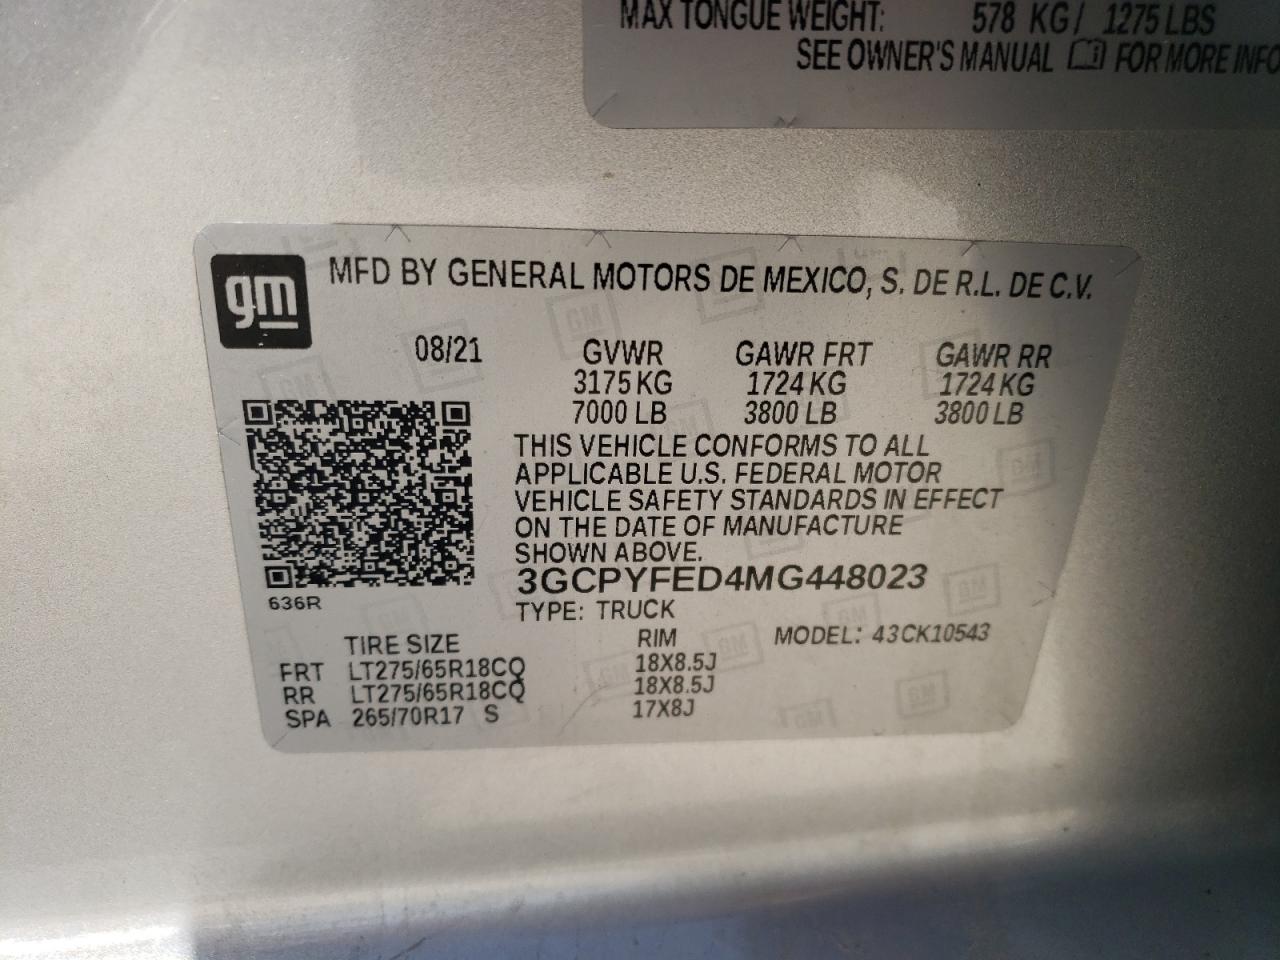 MAX TONGUE WEIGHT: 578 KG/ 1275 LBS
SEE OWNER'S MANUAL FOR MORE INFO
gm
MFD BY GENERAL MOTORS DE MEXICO, S. DE R.L. DE C.V.
08/21 GVWR GAWR FRT GAWR RR
3175 KG 1724 KG 1724 KG
7000 LB 3800 LB 3800 LB
THIS VEHICLE CONFORMS TO ALL
APPLICABLE U.S. FEDERAL MOTOR
VEHICLE SAFETY STANDARDS IN EFFECT
ON THE DATE OF MANUFACTURE
SHOWN ABOVE.
3GCPYFED4MG448023
636R
TYPE: TRUCK
TIRE SIZE RIM MODEL: 43CK10543
FRT LT275/65R18CQ 18X8.5J
RR LT275/65R18CQ 18X8.5J
SPA 265/70R17 S 17X8J